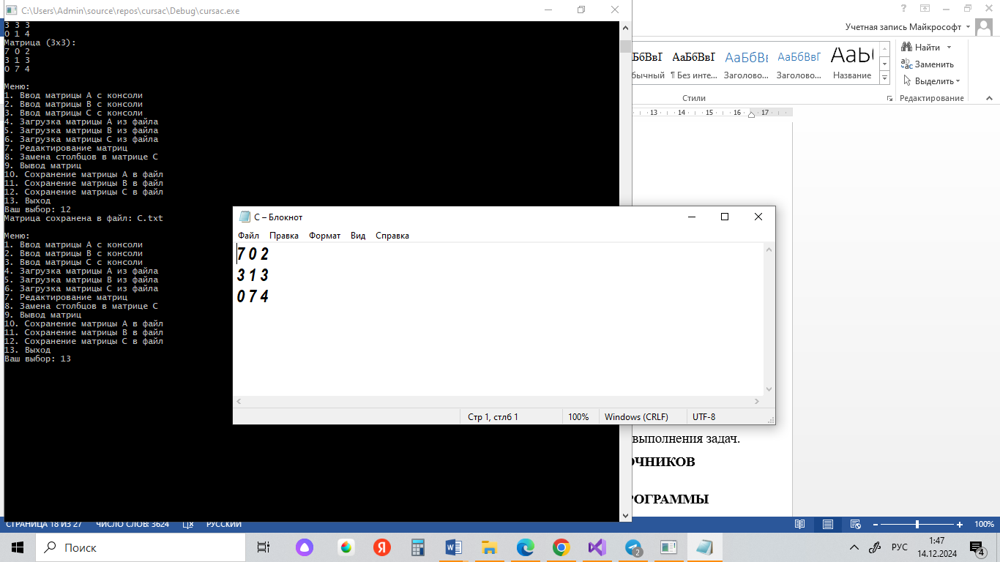 C:\Users\Admin\source\repos\cursac\Debug\cursac.exe
3 3 3
0 1 4
Матрица (3x3):
7 0 2
3 1 3
0 7 4
Меню:
1. Ввод матрицы A с консоли
2. Ввод матрицы B с консоли
3. Ввод матрицы C с консоли
4. Загрузка матрицы A из файла
5. Загрузка матрицы B из файла
6. Загрузка матрицы C из файла
7. Редактирование матриц
8. Замена столбцов в матрице C
9. Вывод матриц
10. Сохранение матрицы A в файл
11. Сохранение матрицы B в файл
12. Сохранение матрицы C в файл
13. Выход
Ваш выбор: 12
Матрица сохранена в файл: C.txt
Меню:
1. Ввод матрицы A с консоли
2. Ввод матрицы B с консоли
3. Ввод матрицы C с консоли
4. Загрузка матрицы A из файла
5. Загрузка матрицы B из файла
6. Загрузка матрицы C из файла
7. Редактирование матриц
8. Замена столбцов в матрице C
9. Вывод матриц
10. Сохранение матрицы A в файл
11. Сохранение матрицы B в файл
12. Сохранение матрицы C в файл
13. Выход
Ваш выбор: 13
C – Блокнот
Файл Правка Формат Вид Справка
7 0 2
3 1 3
0 7 4
Стр 1, стлб 1 100% Windows (CRLF) UTF-8
?
Учетная запись Майкрософт
АаБбВвГ АаБбВ АаБбВвГ АаЬ
¶ Без инте... Заголово... Заголово... Название
Стили
Найти
Заменить
Выделить
Редактирование
13 14 15 16 17
выполнения задач.
ОЧНИКОВ
РОГРАММЫ
СТРАНИЦА 18 ИЗ 27 ЧИСЛО СЛОВ: 3624 РУССКИЙ 100%
Поиск
Я
2
РУС
1:47
14.12.2024
4